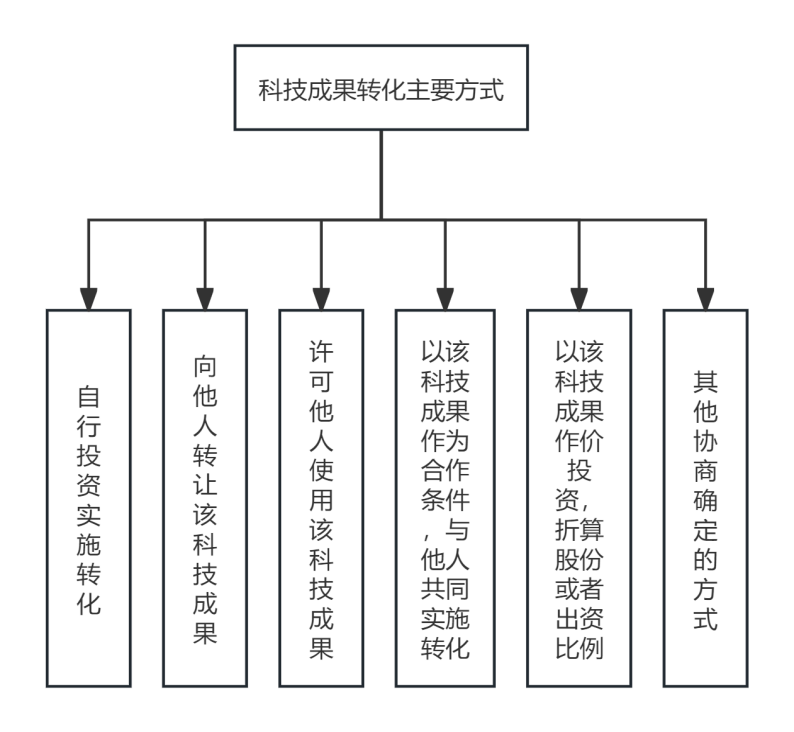 科技成果转化主要方式
自行投资实施转化
向他人转让该科技成果
许可他人使用该科技成果
以该
科技
成果
作为
合作
条件
，与
他人
共同
实施
转化
以该
科技
成果
作价
投
资，
折算
股份
或者
出资
比例
其他协商确定的方式